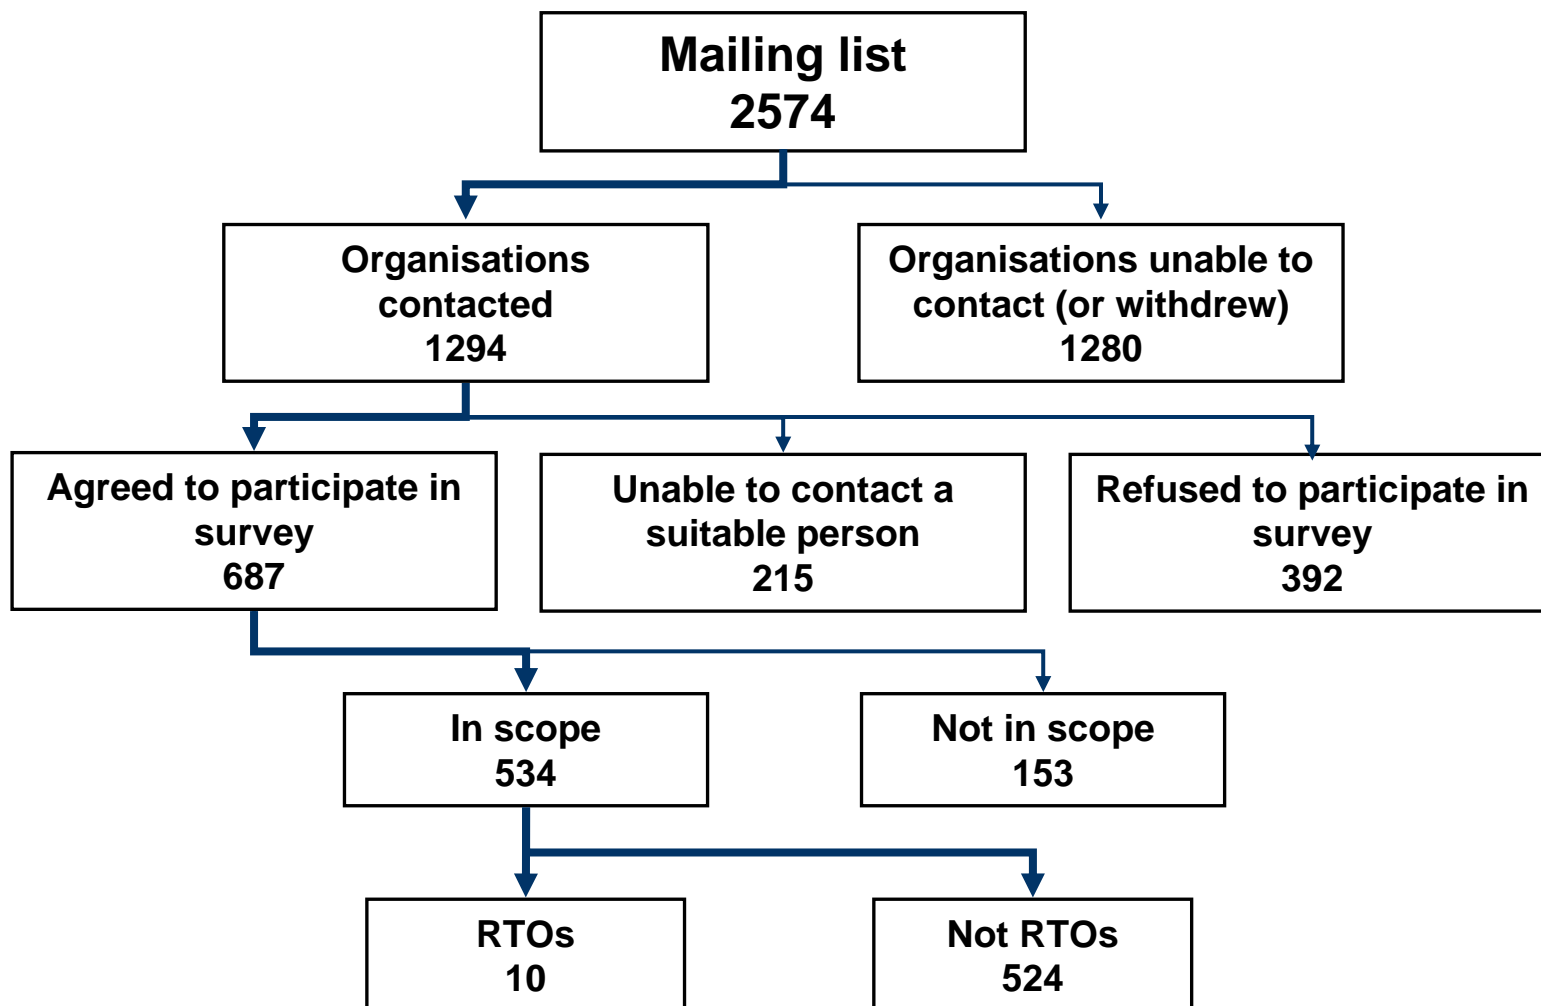 Mailing list
2574
Organisations
contacted
1294
Organisations unable to
contact (or withdrew)
1280
Agreed to participate in
survey
687
Unable to contact a
suitable person
215
Refused to participate in
survey
392
In scope
534
Not in scope
153
RTOs
10
Not RTOs
524